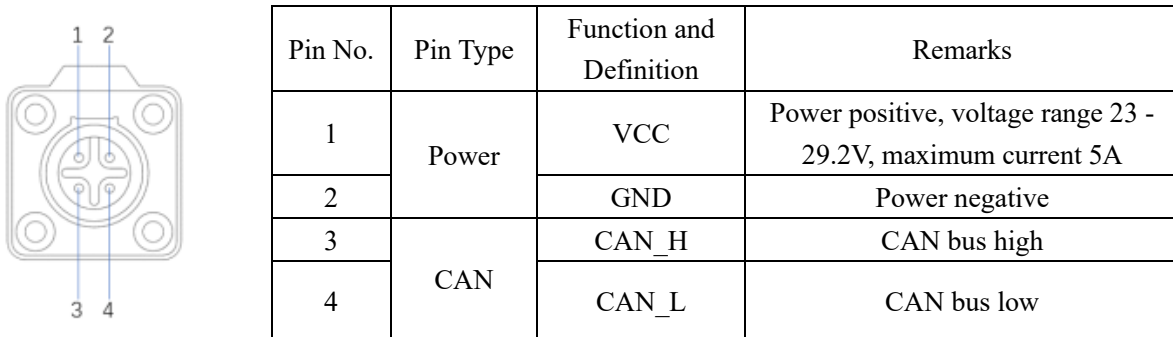 1 2
3 4
Pin No. Pin Type Function and Definition Remarks
1 Power VCC Power positive, voltage range 23 -
29.2V, maximum current 5A
2 GND Power negative
3 CAN CAN_H CAN bus high
4 CAN_L CAN bus low